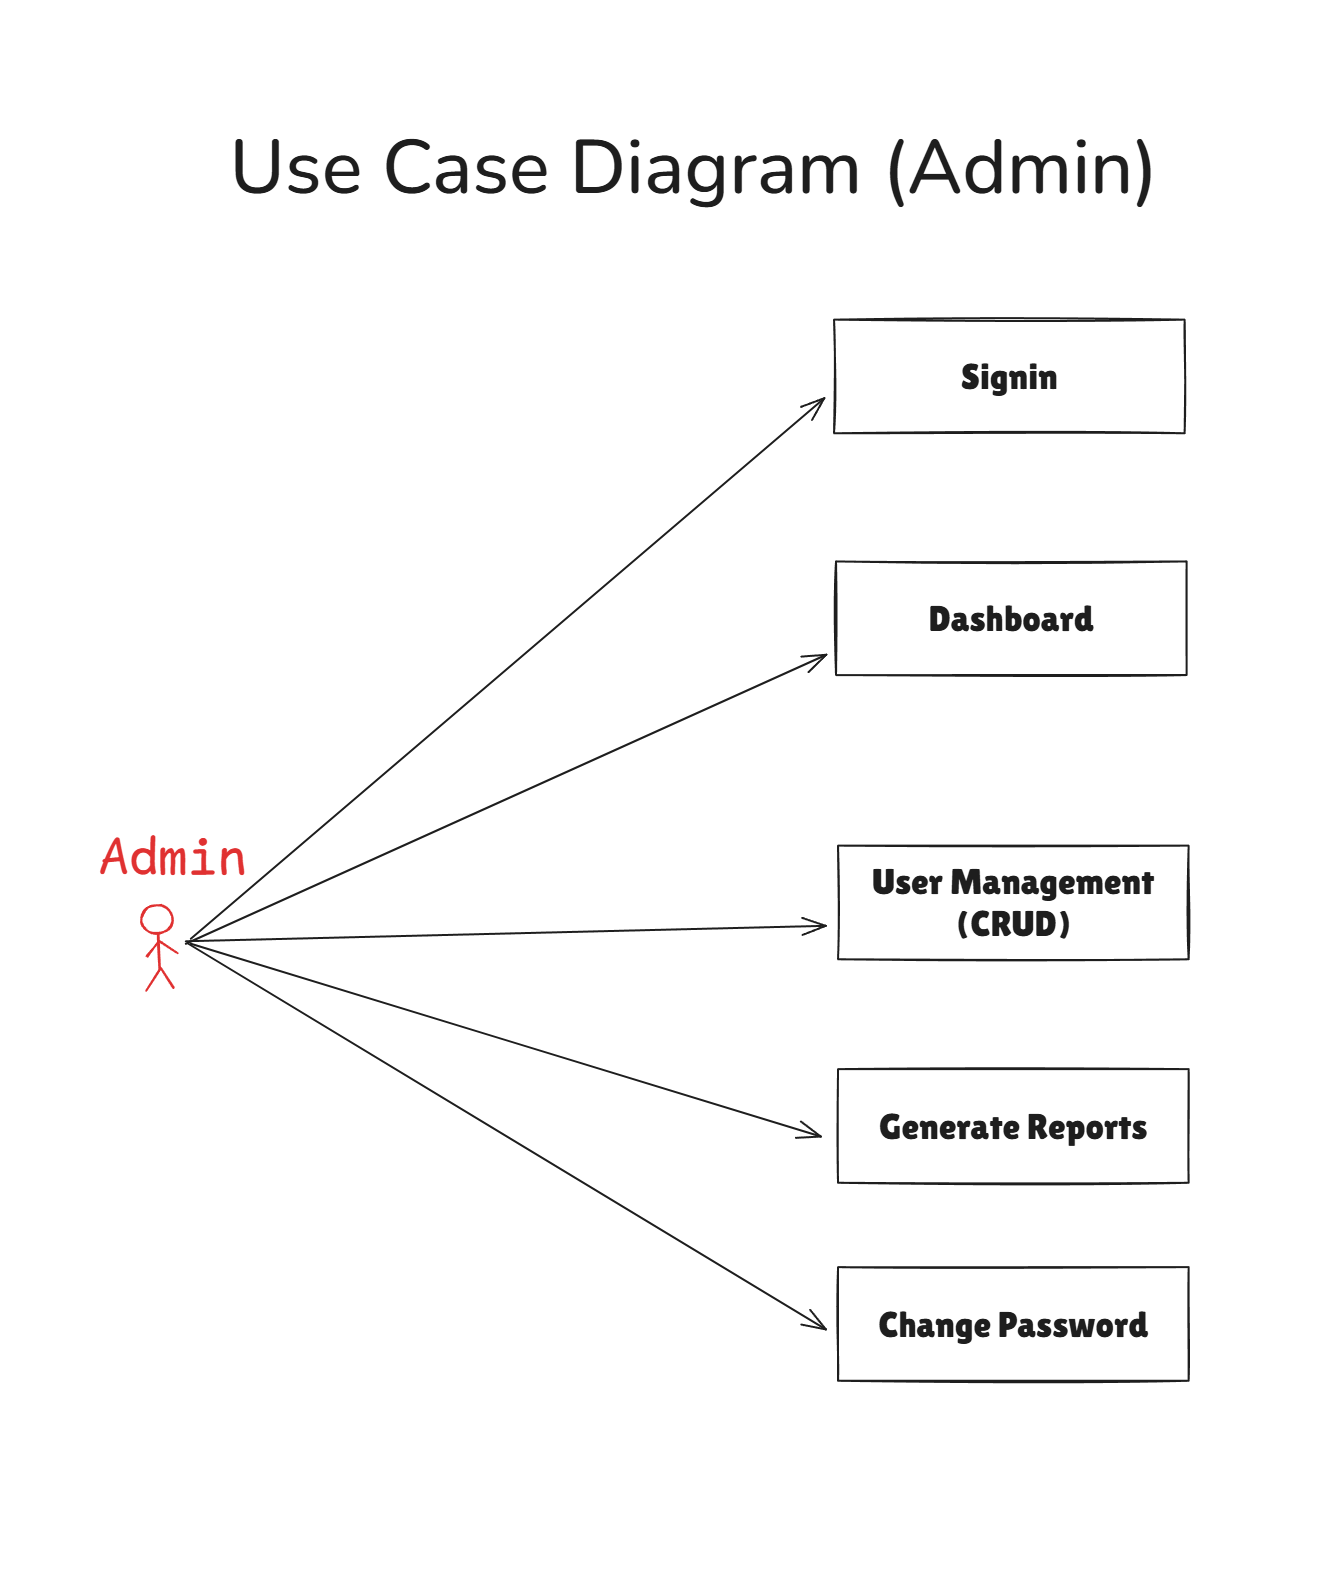 Use Case Diagram (Admin)
Signin
Dashboard
Admin
User Management
(CRUD)
Generate Reports
Change Password